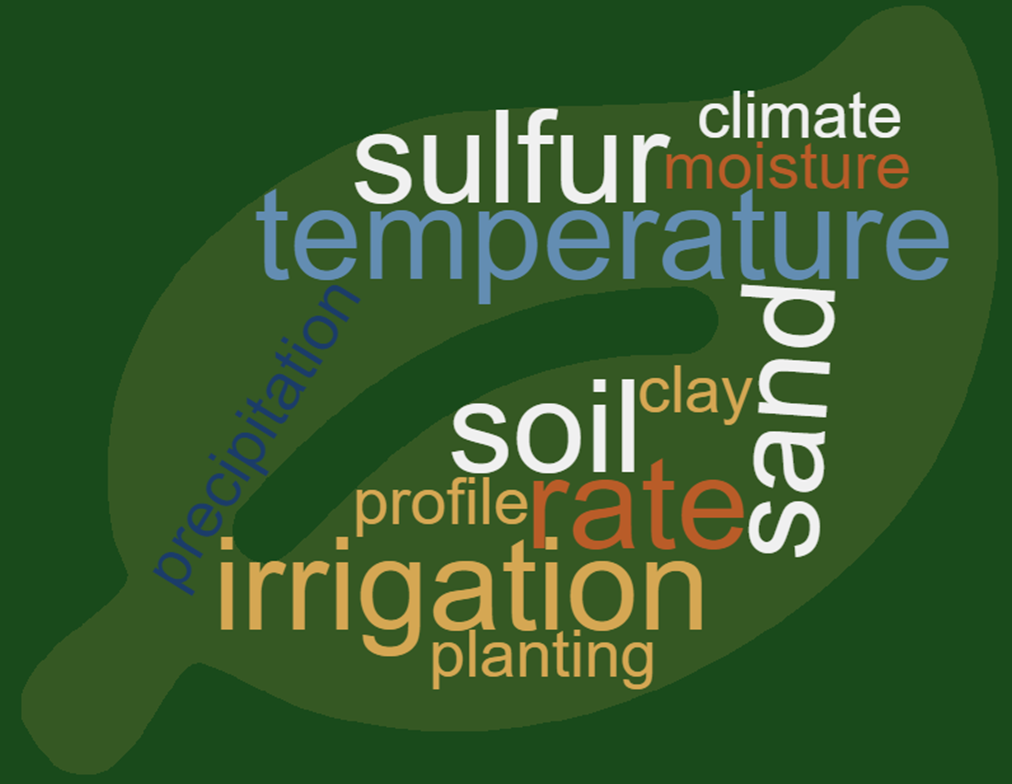 climate
sulfur
moisture
temperature
precipitation
sand
clay
soil
profile
rate
irrigation
planting